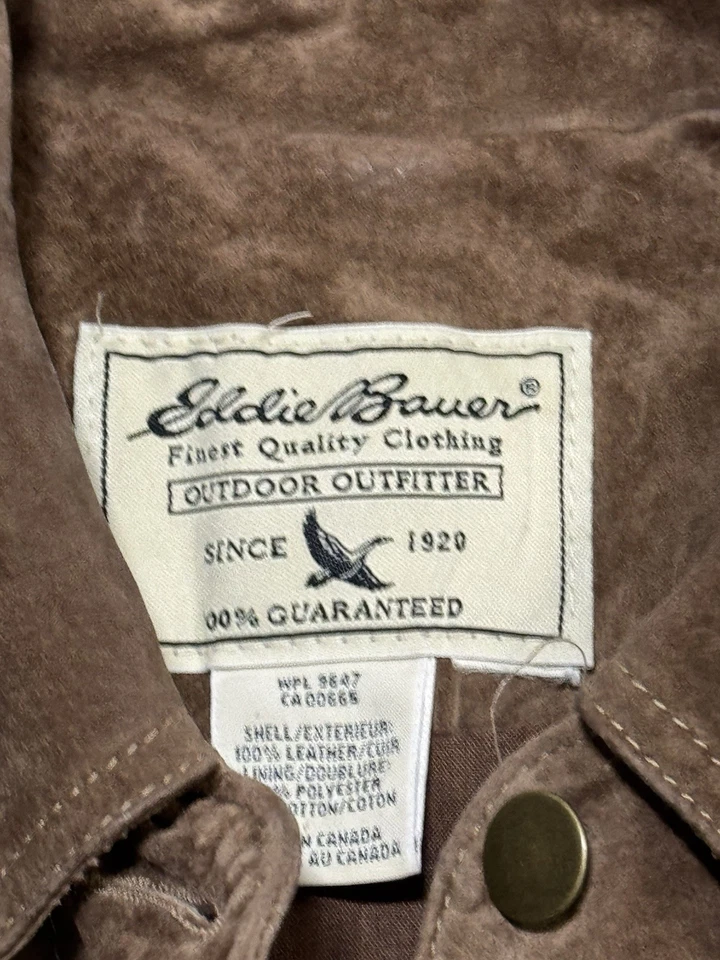 Eddie Bauer®
Finest Quality Clothing
OUTDOOR OUTFITTER
SINCE 1920
00% GUARANTEED
WPL 9647
CA00665
SHELL/EXTERIEUR:
100% LEATHER/CUIR
LINING/DOUBLURE:
% POLYESTER
OTTON/COTON
N CANADA
AU CANADA